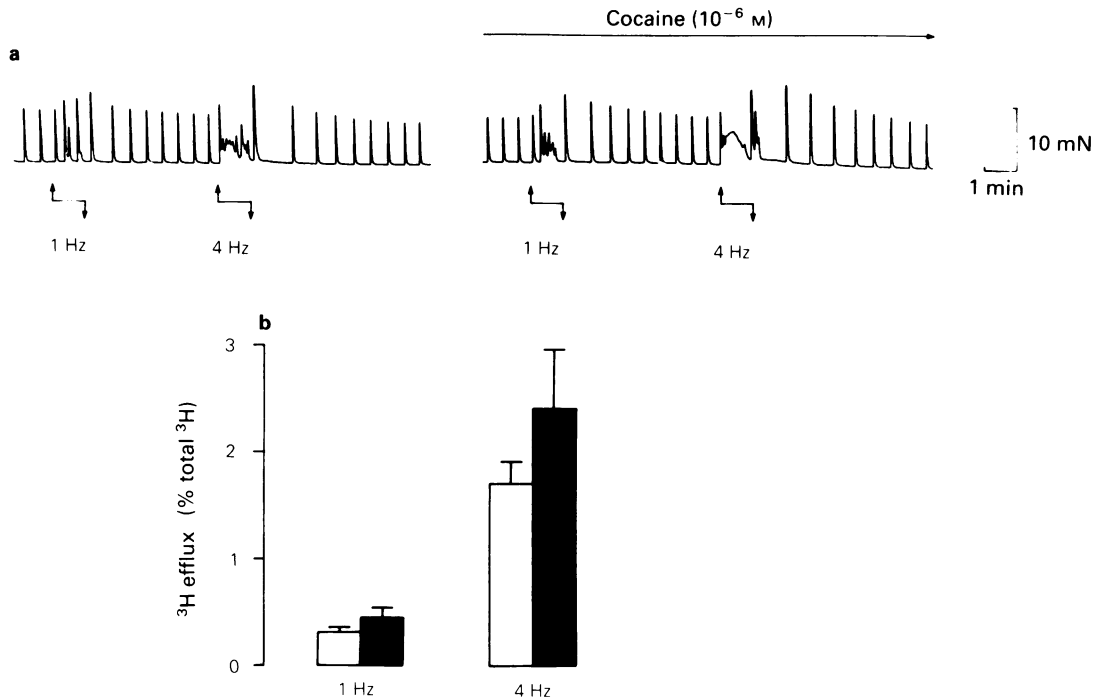 Cocaine (10⁻⁶ M)
a
10 mN
1 min
1 Hz
4 Hz
1 Hz
4 Hz
b
3
2
1
0
³H efflux (% total ³H)
1 Hz
4 Hz